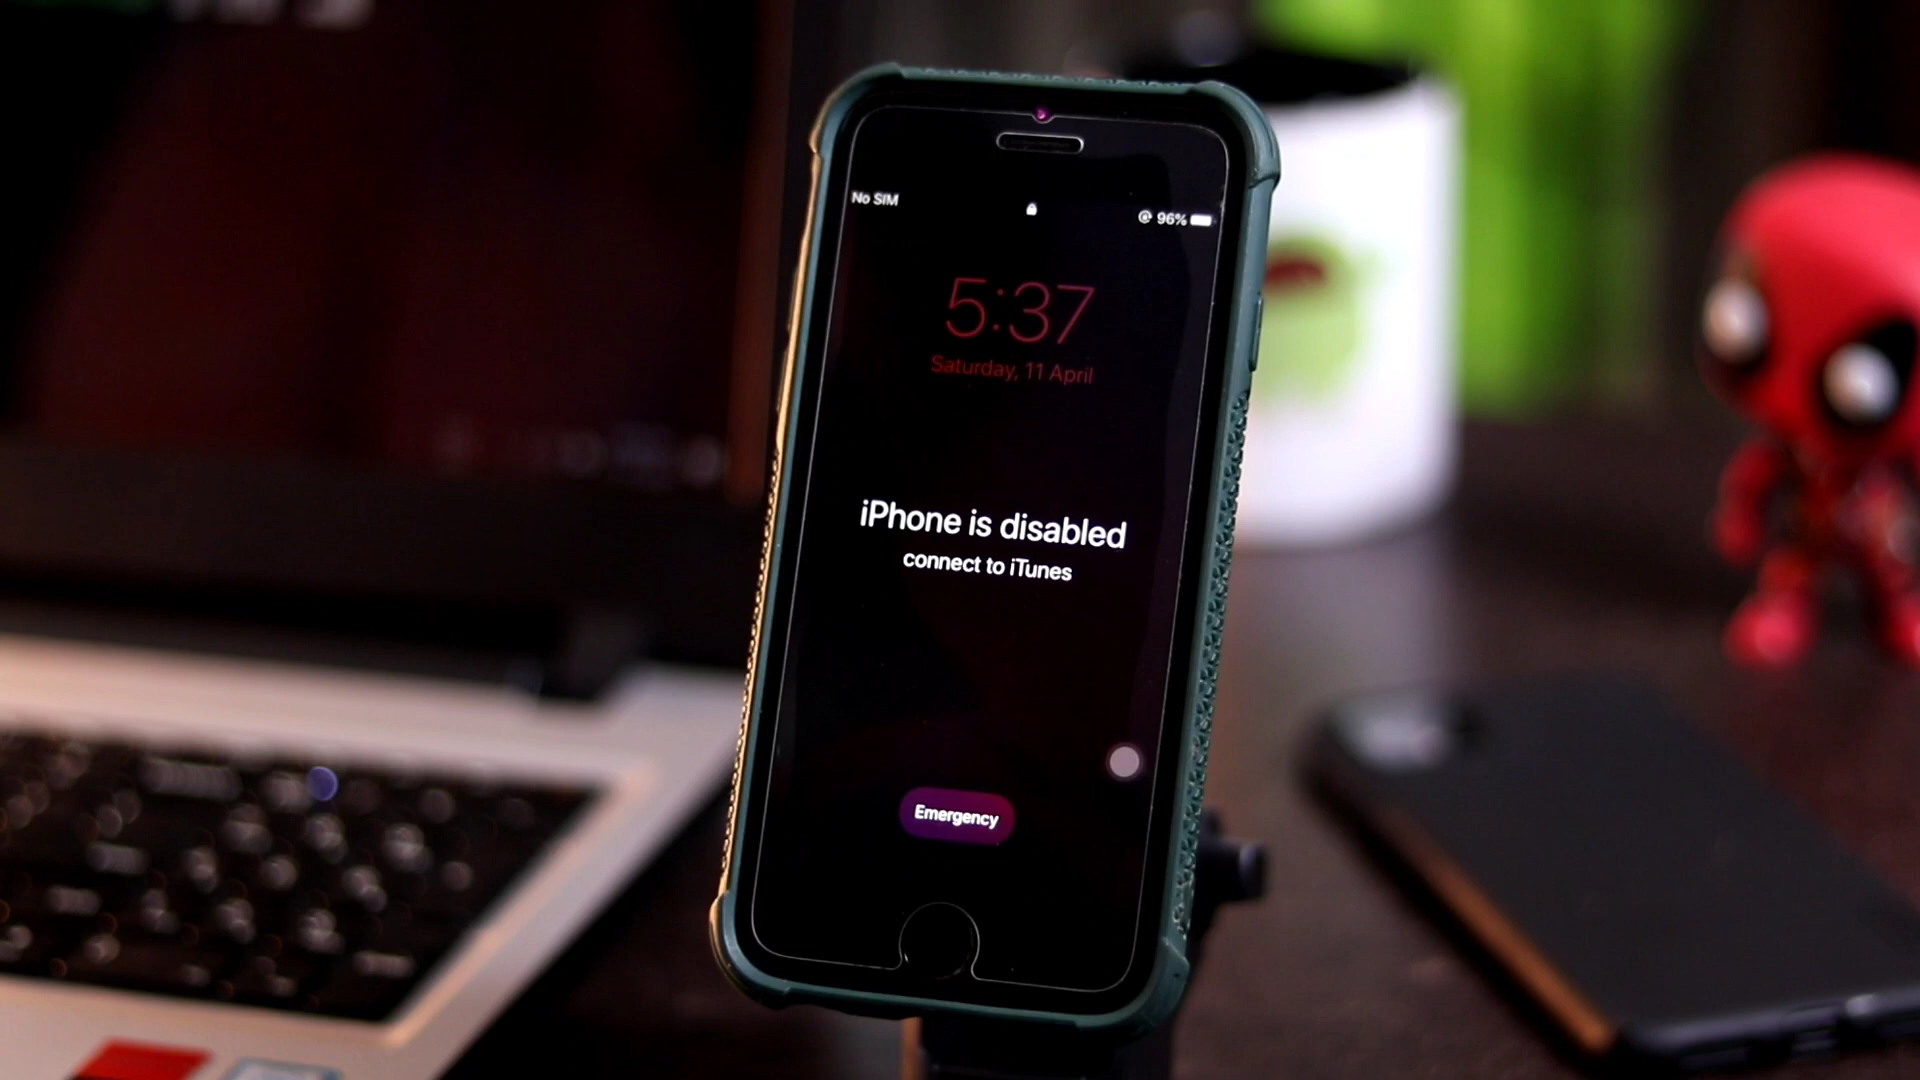 No SIM
96%
5:37
Saturday, 11 April
iPhone is disabled
connect to iTunes
Emergency